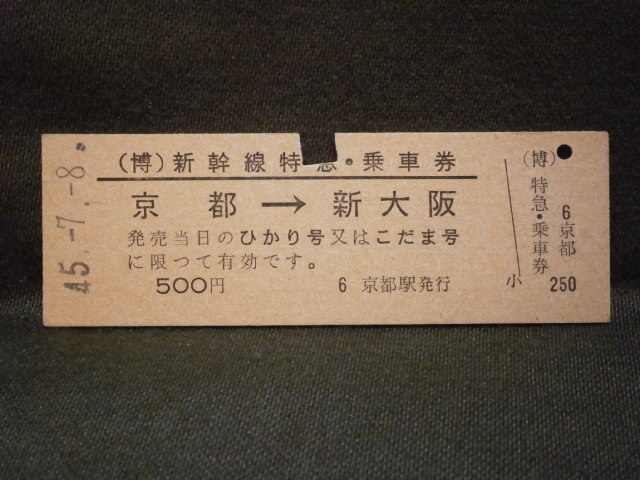 45.-7.-8
(博)新幹線特急・乗車券
京都→新大阪
発売当日のひかり号又はこだま号
に限つて有効です。
500円 6 京都駅発行
(博)特急・乗車券
6京都
小 250